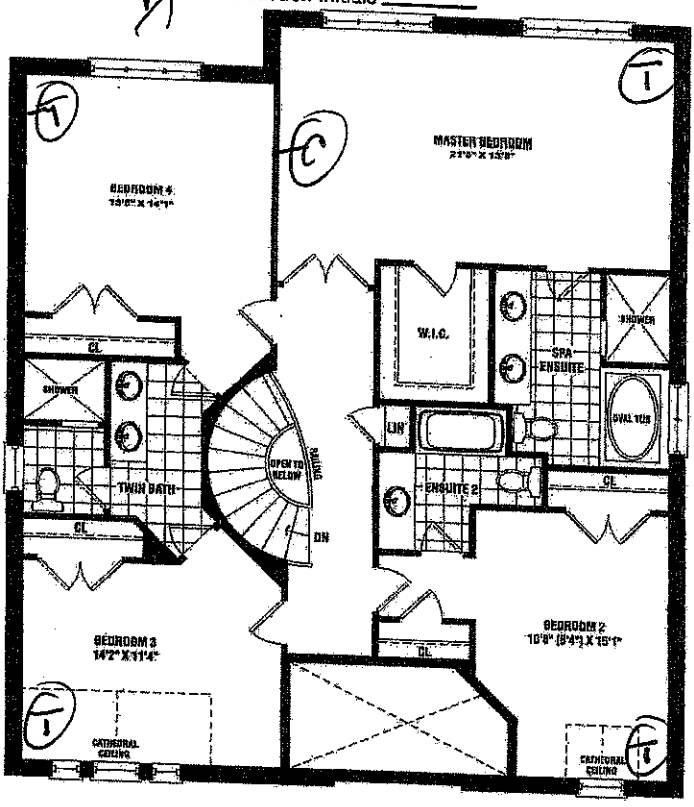 T
C
T
MASTER BEDROOM
BEDROOM 4
W.I.C.
SHOWER
SPA
ENSUITE
CL
SHOWER
OVAL TUB
LIN
OPEN TO
BELOW
RAILING
TWIN BATH
ENSUITE 2
CL
CL
DN
BEDROOM 3
14'2" X 11'4"
BEDROOM 2
CL
T
T
CATHEDRAL
CEILING
CATHEDRAL
CEILING